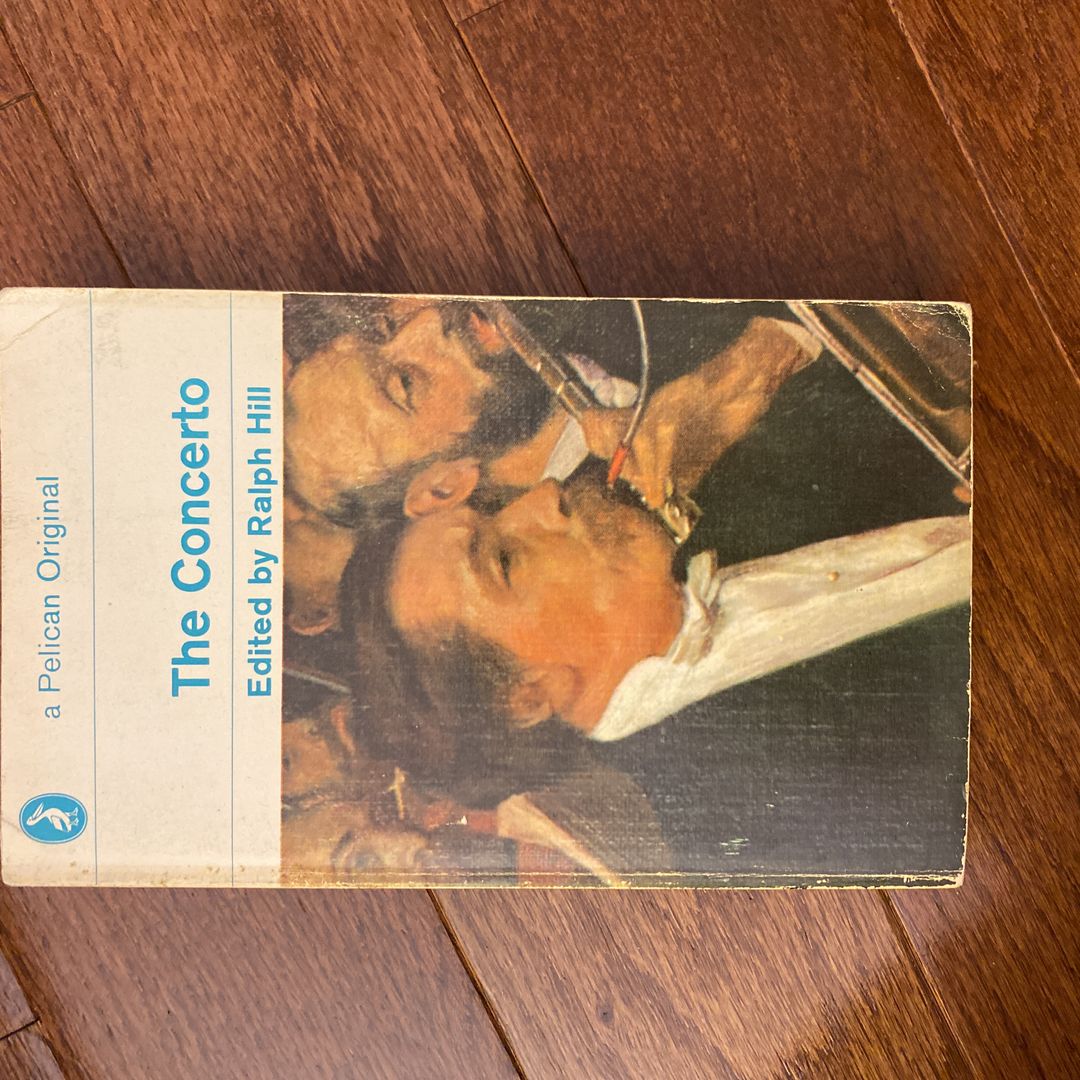 a Pelican Original
The Concerto
Edited by Ralph Hill